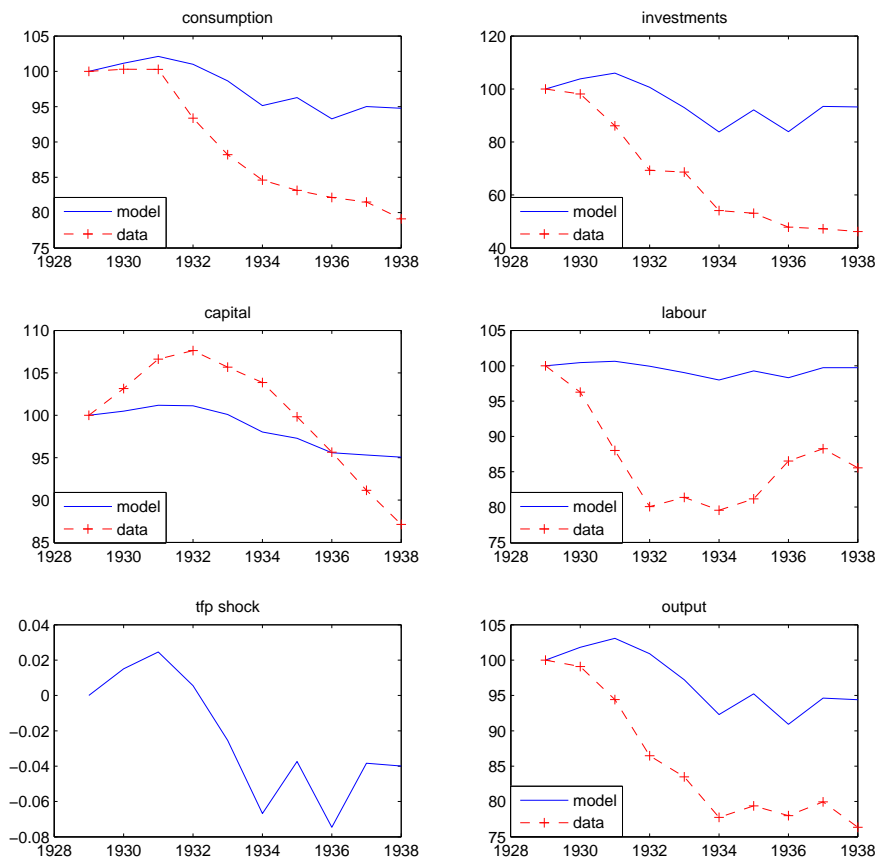 consumption
105
100
95
90
85
80
75
model
data
1928 1930 1932 1934 1936 1938
investments
120
100
80
60
40
model
data
1928 1930 1932 1934 1936 1938
capital
110
105
100
95
90
85
model
data
1928 1930 1932 1934 1936 1938
labour
105
100
95
90
85
80
75
model
data
1928 1930 1932 1934 1936 1938
tfp shock
0.04
0.02
0
−0.02
−0.04
−0.06
−0.08
1928 1930 1932 1934 1936 1938
output
105
100
95
90
85
80
75
model
data
1928 1930 1932 1934 1936 1938